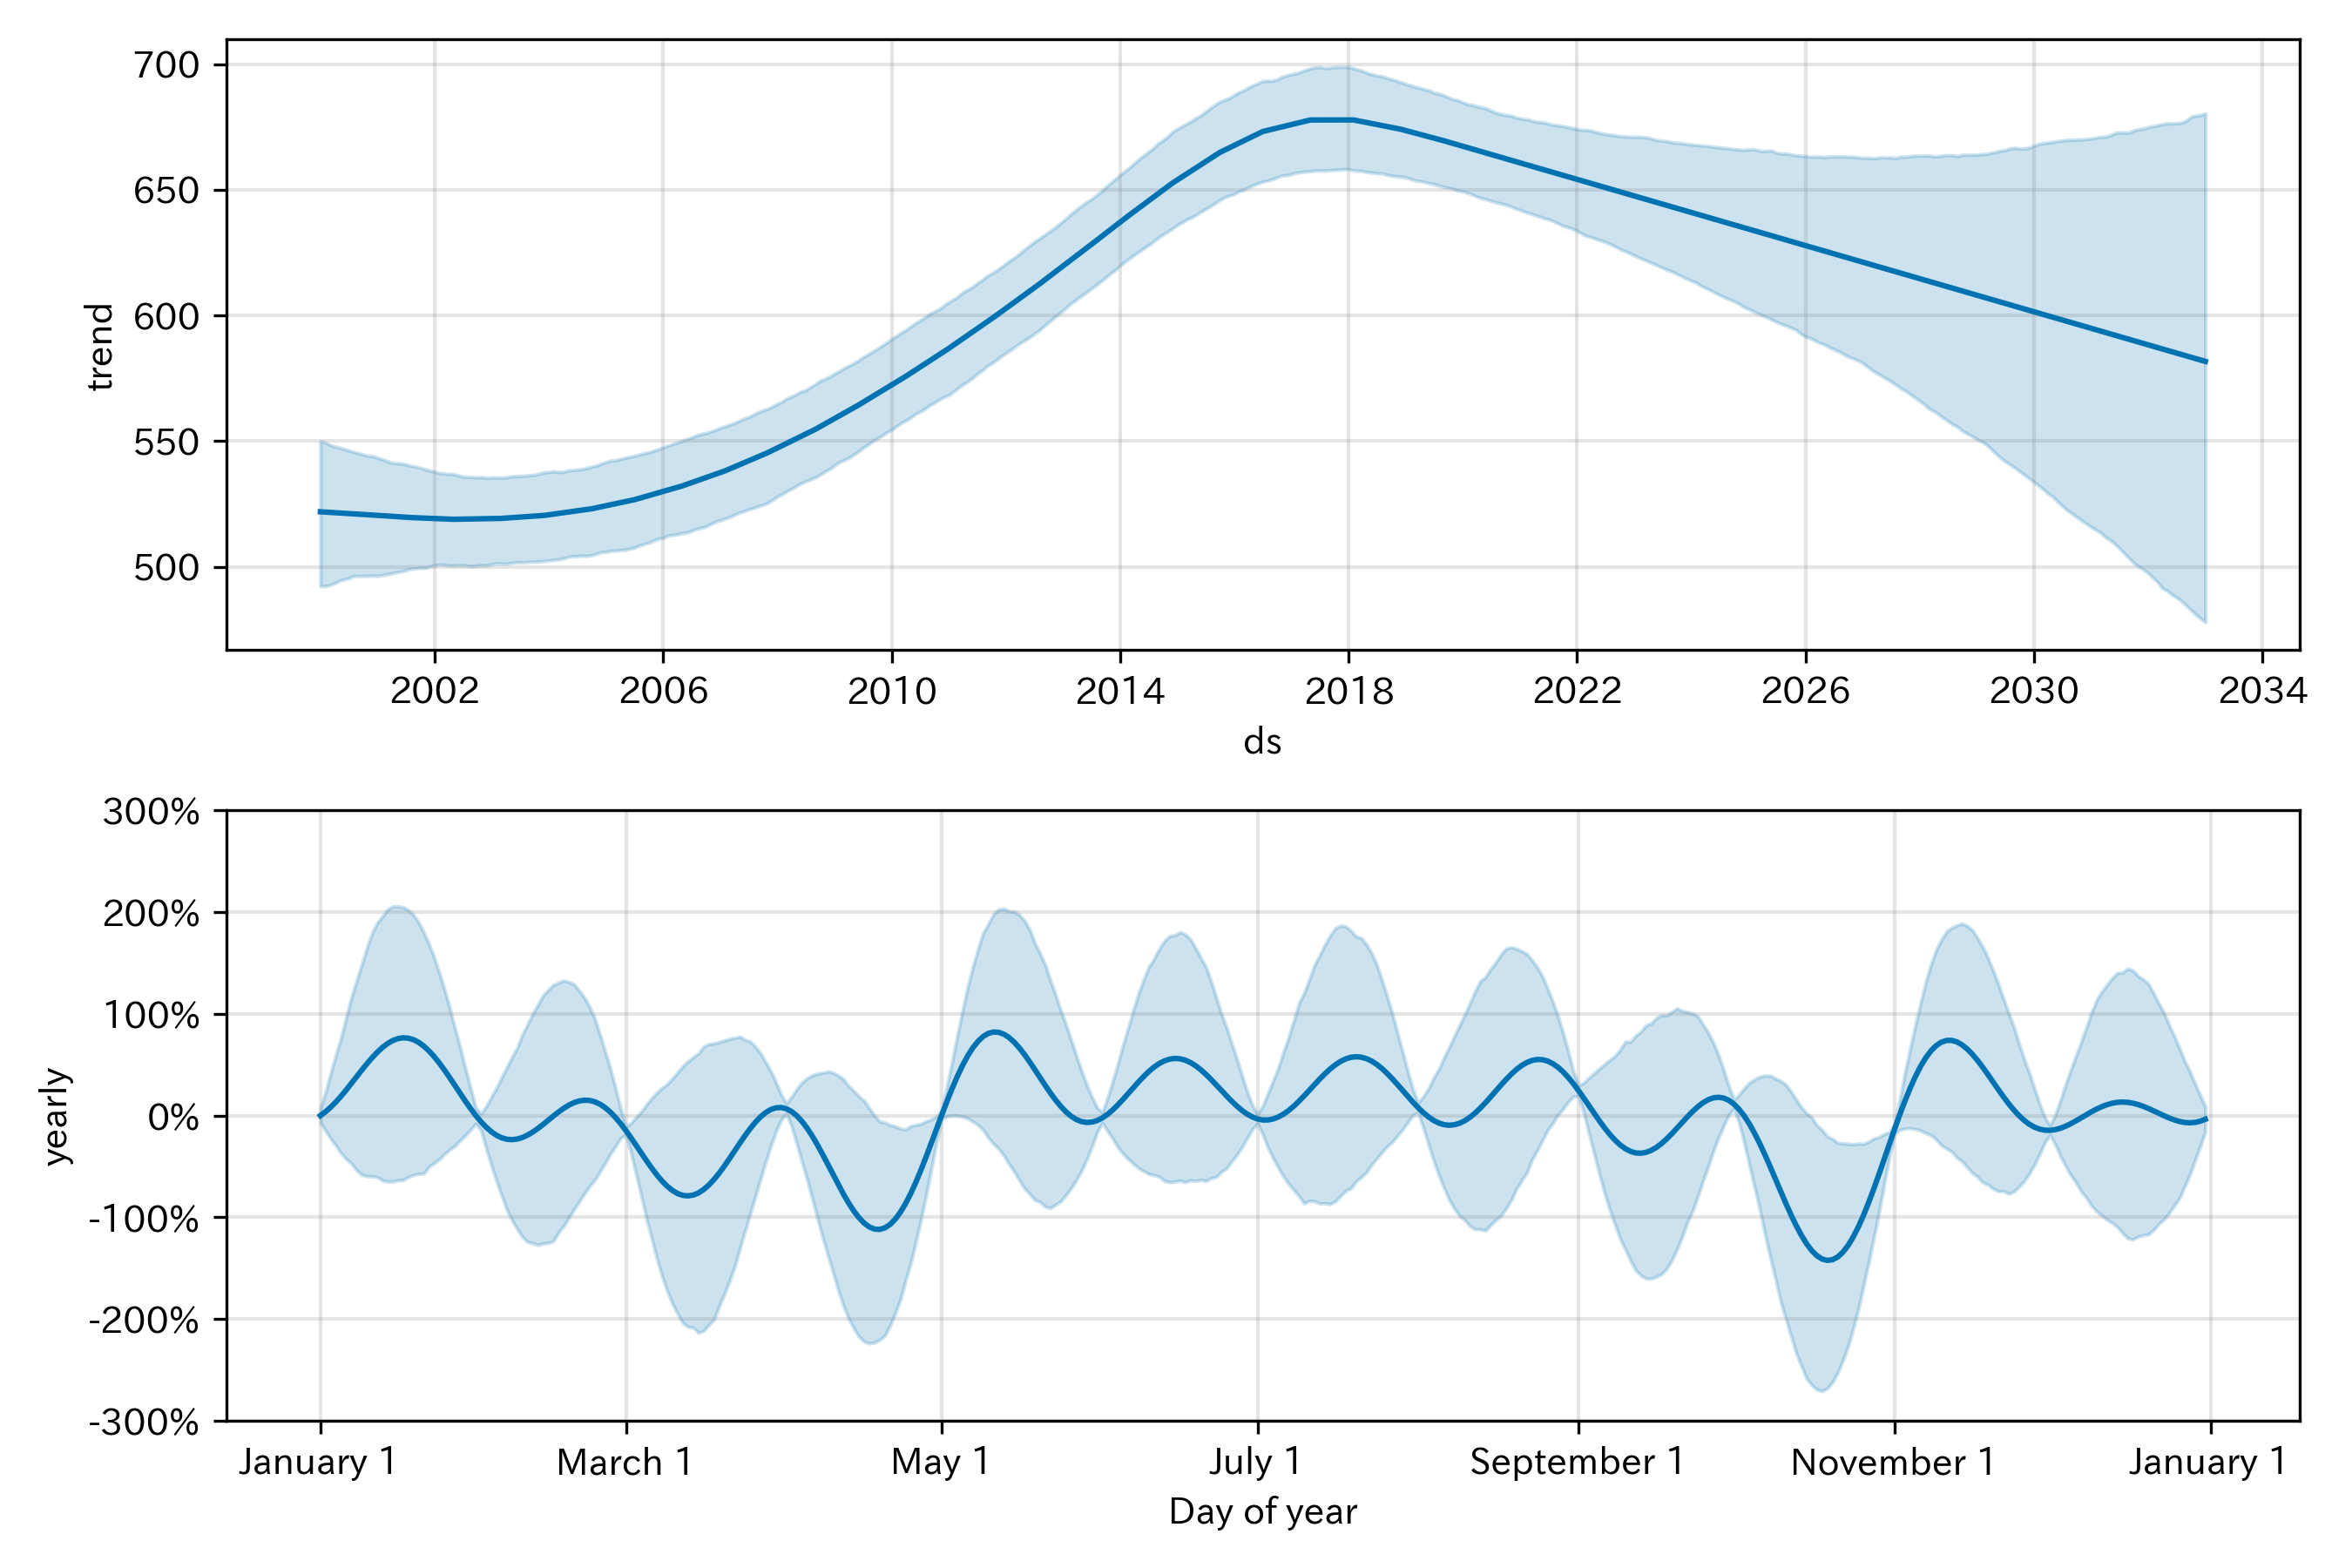 700
650
600
550
500
trend
2002 2006 2010 2014 2018 2022 2026 2030 2034
ds
300%
200%
100%
0%
-100%
-200%
-300%
yearly
January 1 March 1 May 1 July 1 September 1 November 1 January 1
Day of year